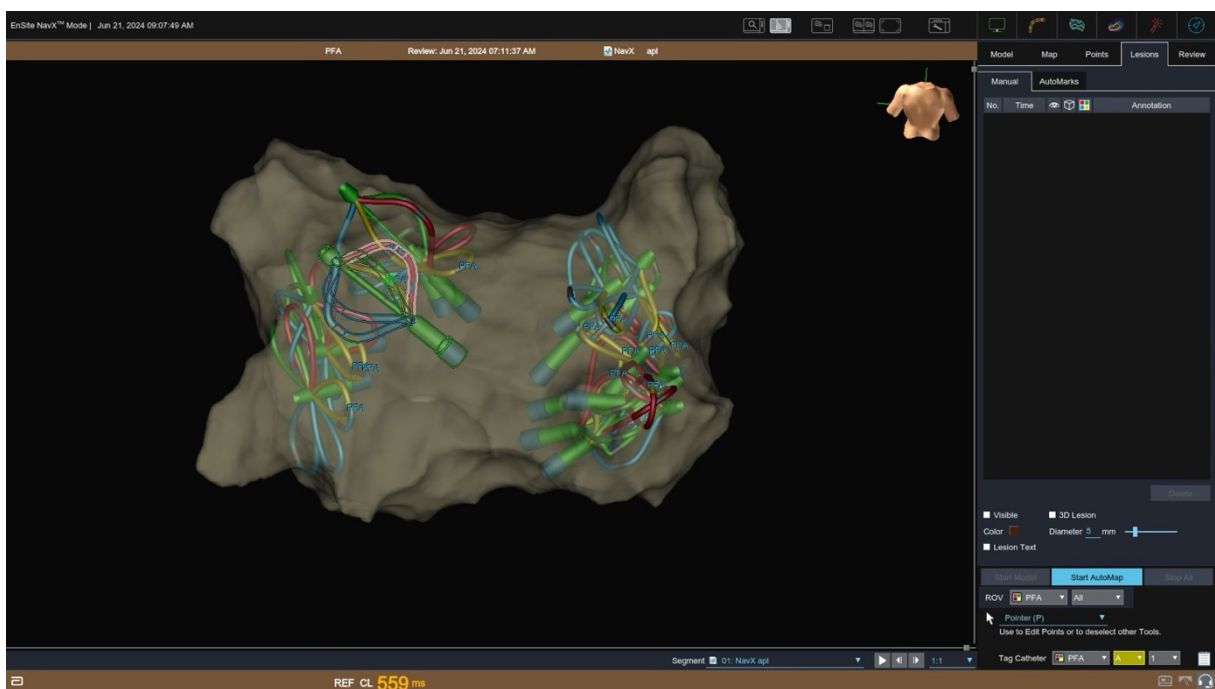 EnSite NavX™ Mode | Jun 21, 2024 09:07:49 AM
PFA Review: Jun 21, 2024 07:11:37 AM NavX apl
Model Map Points Lesions Review
Manual AutoMarks
No. Time Annotation
PFA
PFA
PFA
PFA
PFA
PFA
PFA
PFA
PFA
PFA
PFA
Delete
Visible 3D Lesion
Color Diameter 5 mm
Lesion Text
Start Model Start AutoMap Stop All
ROV PFA All
Pointer (P)
Use to Edit Points or to deselect other Tools.
Segment 01: NavX apl 1:1
Tag Catheter PFA A 1
REF CL 559 ms